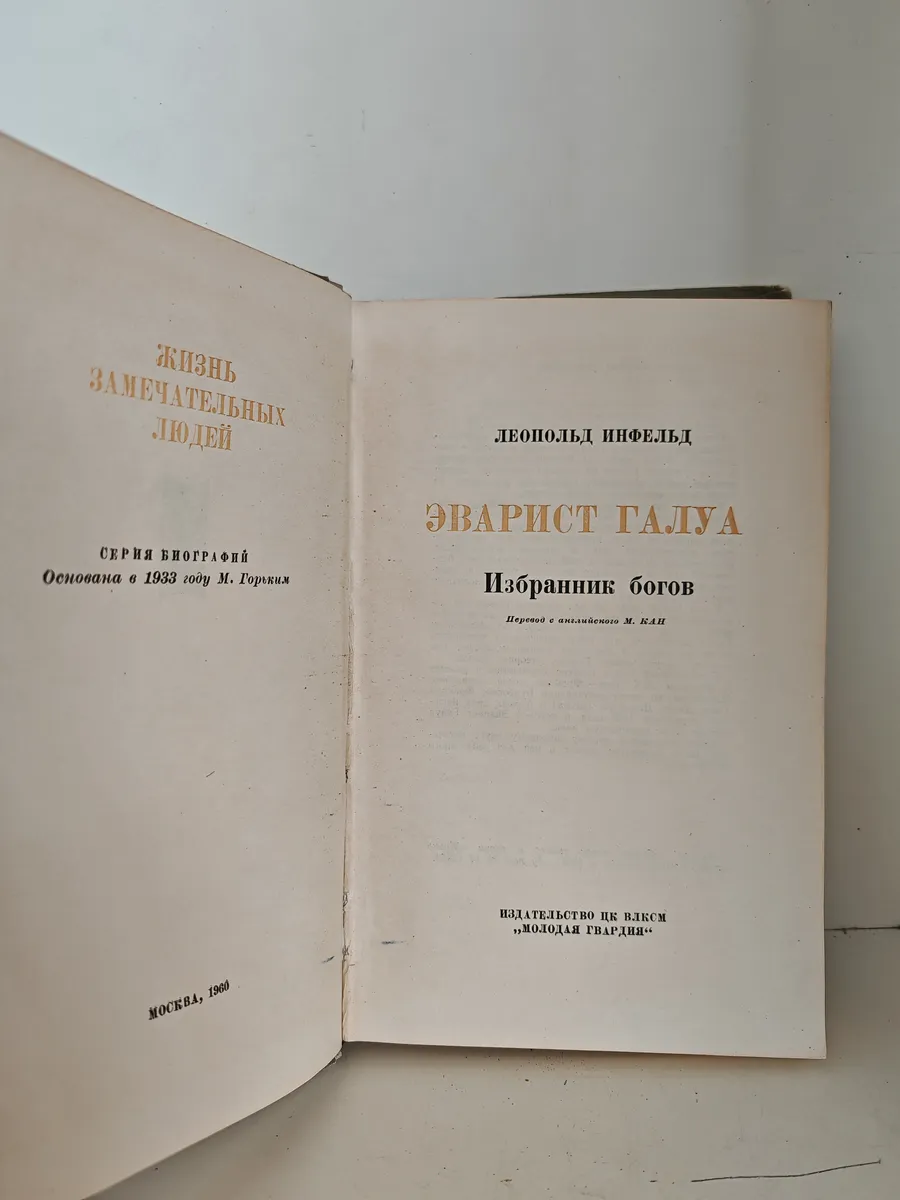 ЖИЗНЬ
ЗАМЕЧАТЕЛЬНЫХ
ЛЮДЕЙ
СЕРИЯ БИОГРАФИЙ
Основана в 1933 году М. Горьким
МОСКВА, 1960
ЛЕОПОЛЬД ИНФЕЛЬД
ЭВАРИСТ ГАЛУА
Избранник богов
Перевод с английского М. КАН
ИЗДАТЕЛЬСТВО ЦК ВЛКСМ
„МОЛОДАЯ ГВАРДИЯ“